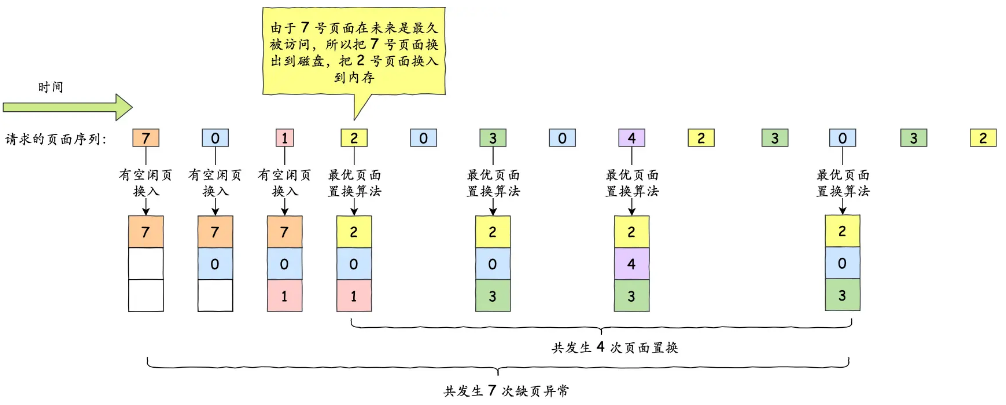 由于 7 号页面在未来是最久
被访问，所以把 7 号页面换
出到磁盘，把 2 号页面换入
到内存
时间
请求的页面序列： 7 0 1 2 0 3 0 4 2 3 0 3 2
有空闲页 有空闲页 有空闲页 最优页面 最优页面 最优页面 最优页面
换入 换入 换入 置换算法 置换算法 置换算法 置换算法
7 7 7 2 2 2 2
0 0 0 0 4 0
1 1 3 3 3
共发生 4 次页面置换
共发生 7 次缺页异常